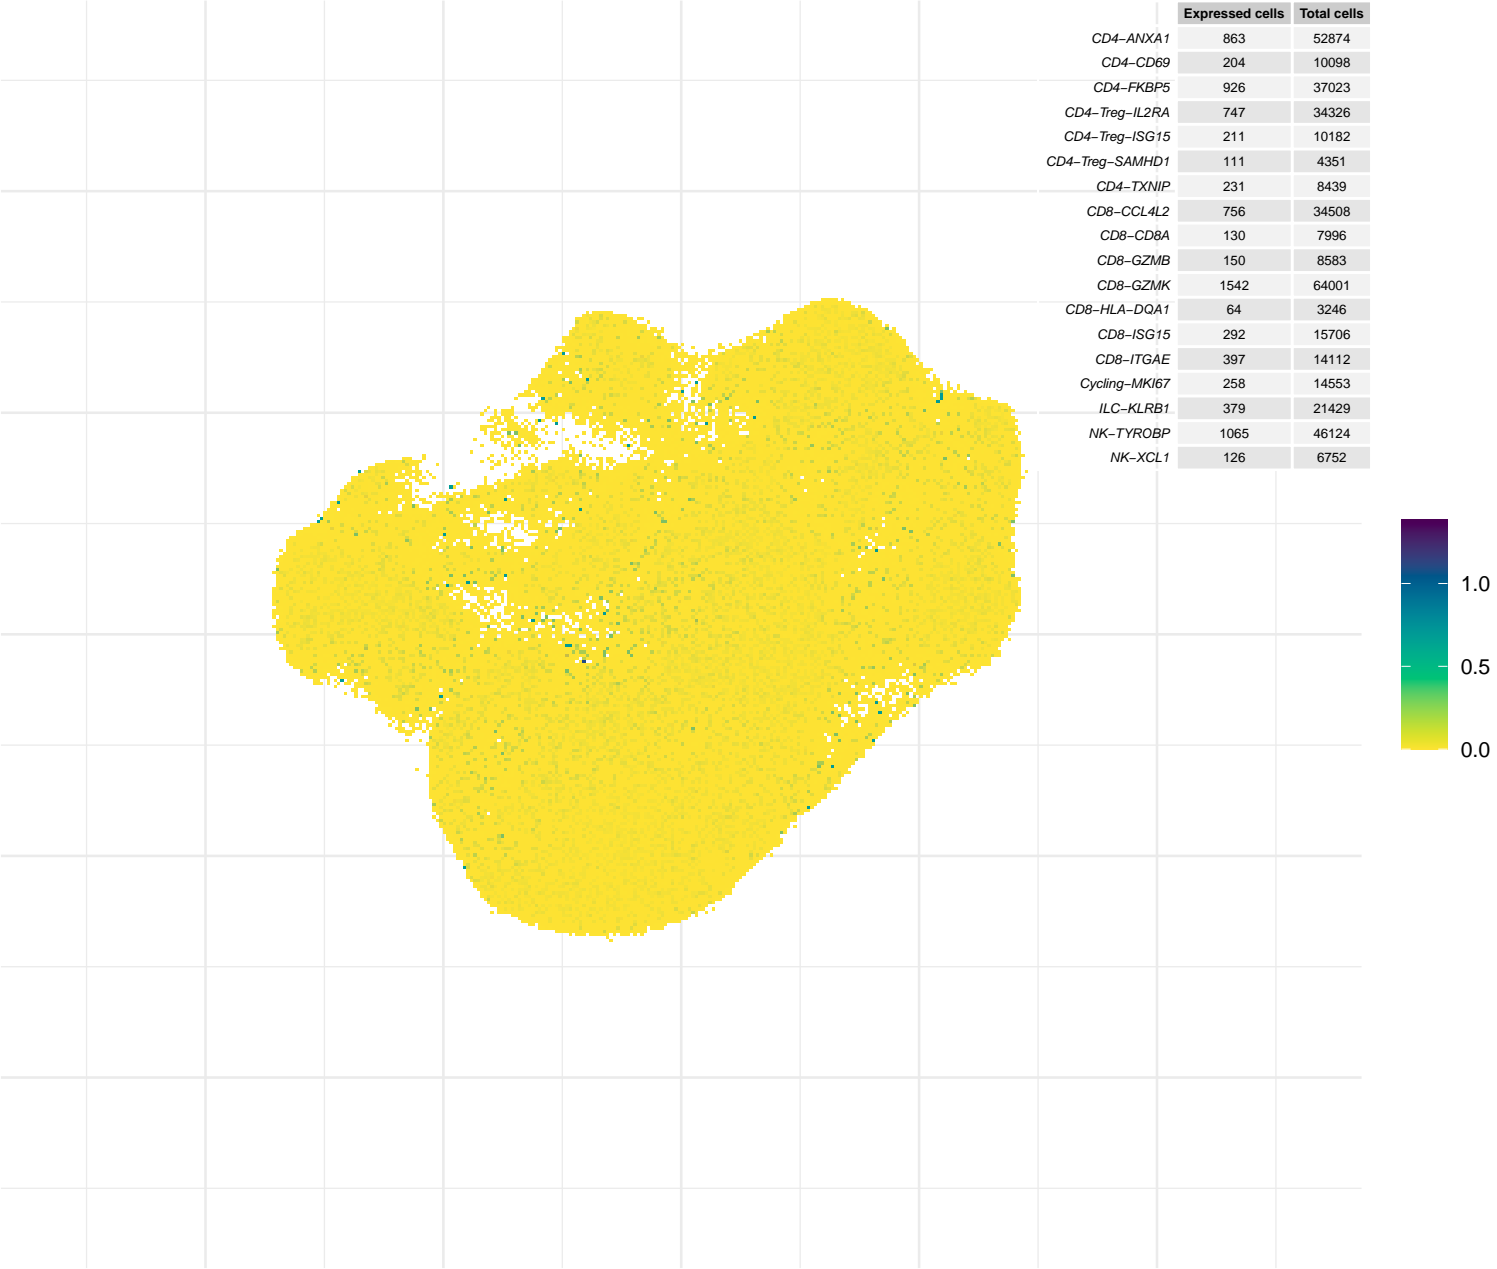 Expressed cells Total cells
CD4−ANXA1 863 52874
CD4−CD69 204 10098
CD4−FKBP5 926 37023
CD4−Treg−IL2RA 747 34326
CD4−Treg−ISG15 211 10182
CD4−Treg−SAMHD1 111 4351
CD4−TXNIP 231 8439
CD8−CCL4L2 756 34508
CD8−CD8A 130 7996
CD8−GZMB 150 8583
CD8−GZMK 1542 64001
CD8−HLA−DQA1 64 3246
CD8−ISG15 292 15706
CD8−ITGAE 397 14112
Cycling−MKI67 258 14553
ILC−KLRB1 379 21429
NK−TYROBP 1065 46124
NK−XCL1 126 6752
1.0
0.5
0.0